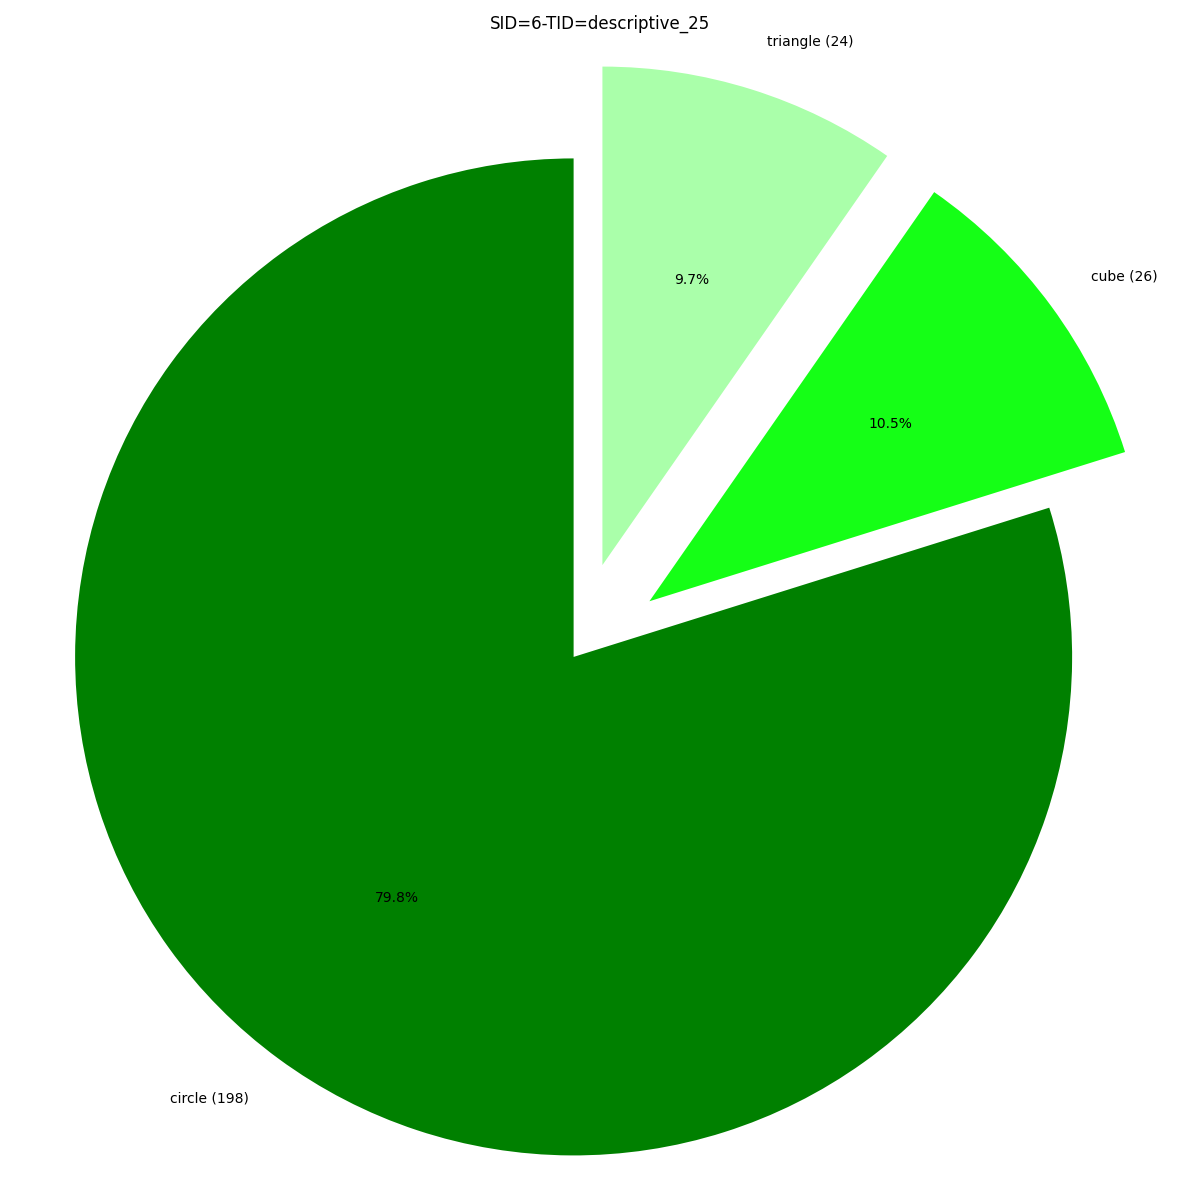 SID=6-TID=descriptive_25
triangle (24)
9.7%
cube (26)
10.5%
79.8%
circle (198)